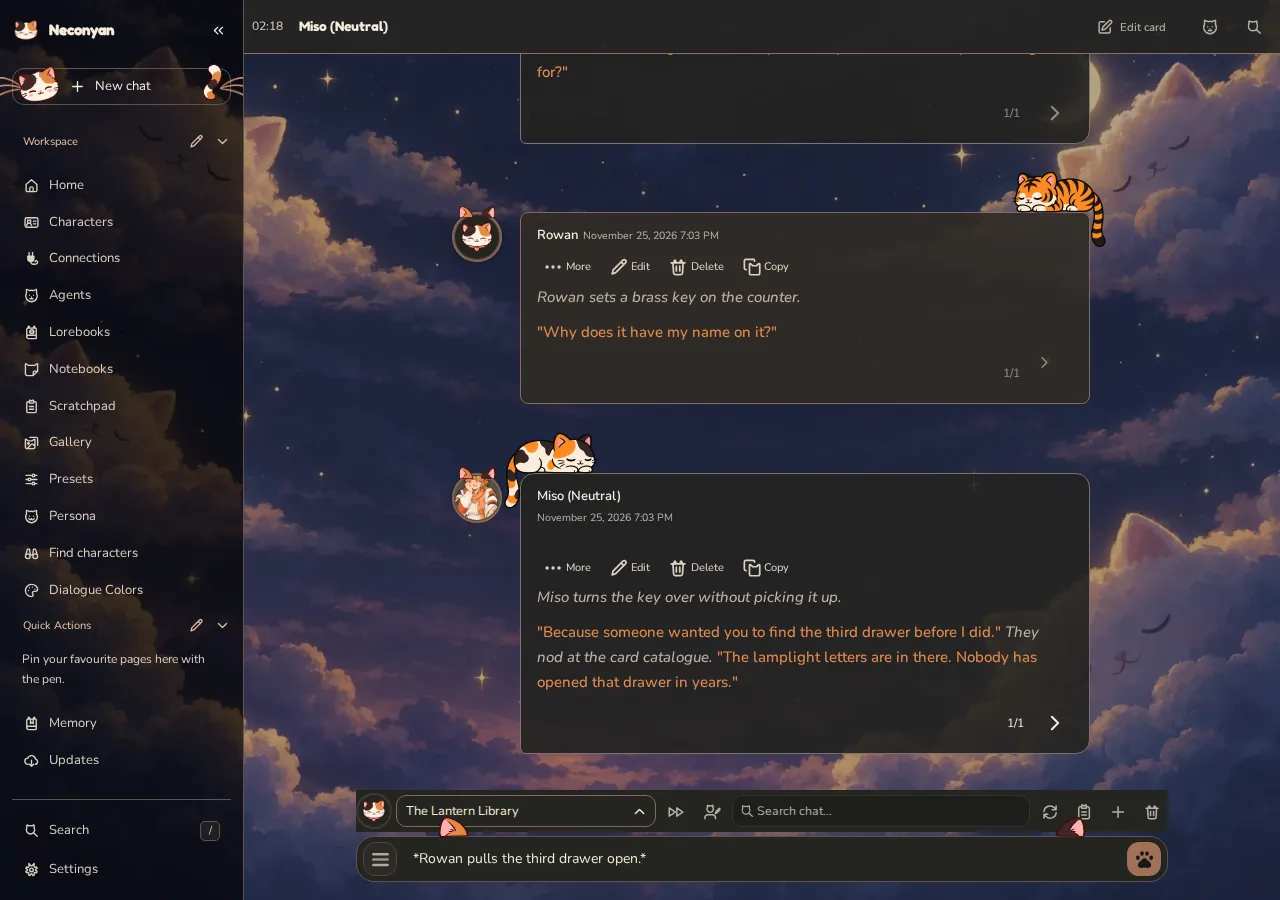 Neconyan
New chat
Workspace
Home
Characters
Connections
Agents
Lorebooks
Notebooks
Scratchpad
Gallery
Presets
Persona
Find characters
Dialogue Colors
Quick Actions
Pin your favourite pages here with
the pen.
Memory
Updates
Search /
Settings
02:18 Miso (Neutral) Edit card
for?"
1/1
Rowan November 25, 2026 7:03 PM
More Edit Delete Copy
Rowan sets a brass key on the counter.
"Why does it have my name on it?"
1/1
Miso (Neutral)
November 25, 2026 7:03 PM
More Edit Delete Copy
Miso turns the key over without picking it up.
"Because someone wanted you to find the third drawer before I did." They
nod at the card catalogue. "The lamplight letters are in there. Nobody has
opened that drawer in years."
1/1
The Lantern Library Search chat...
*Rowan pulls the third drawer open.*